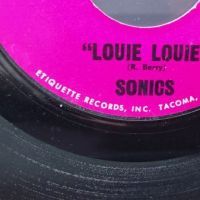 "LOUIE LOUIE
(R. Berry)
SONICS
ETIQUETTE RECORDS, INC. TACOMA,